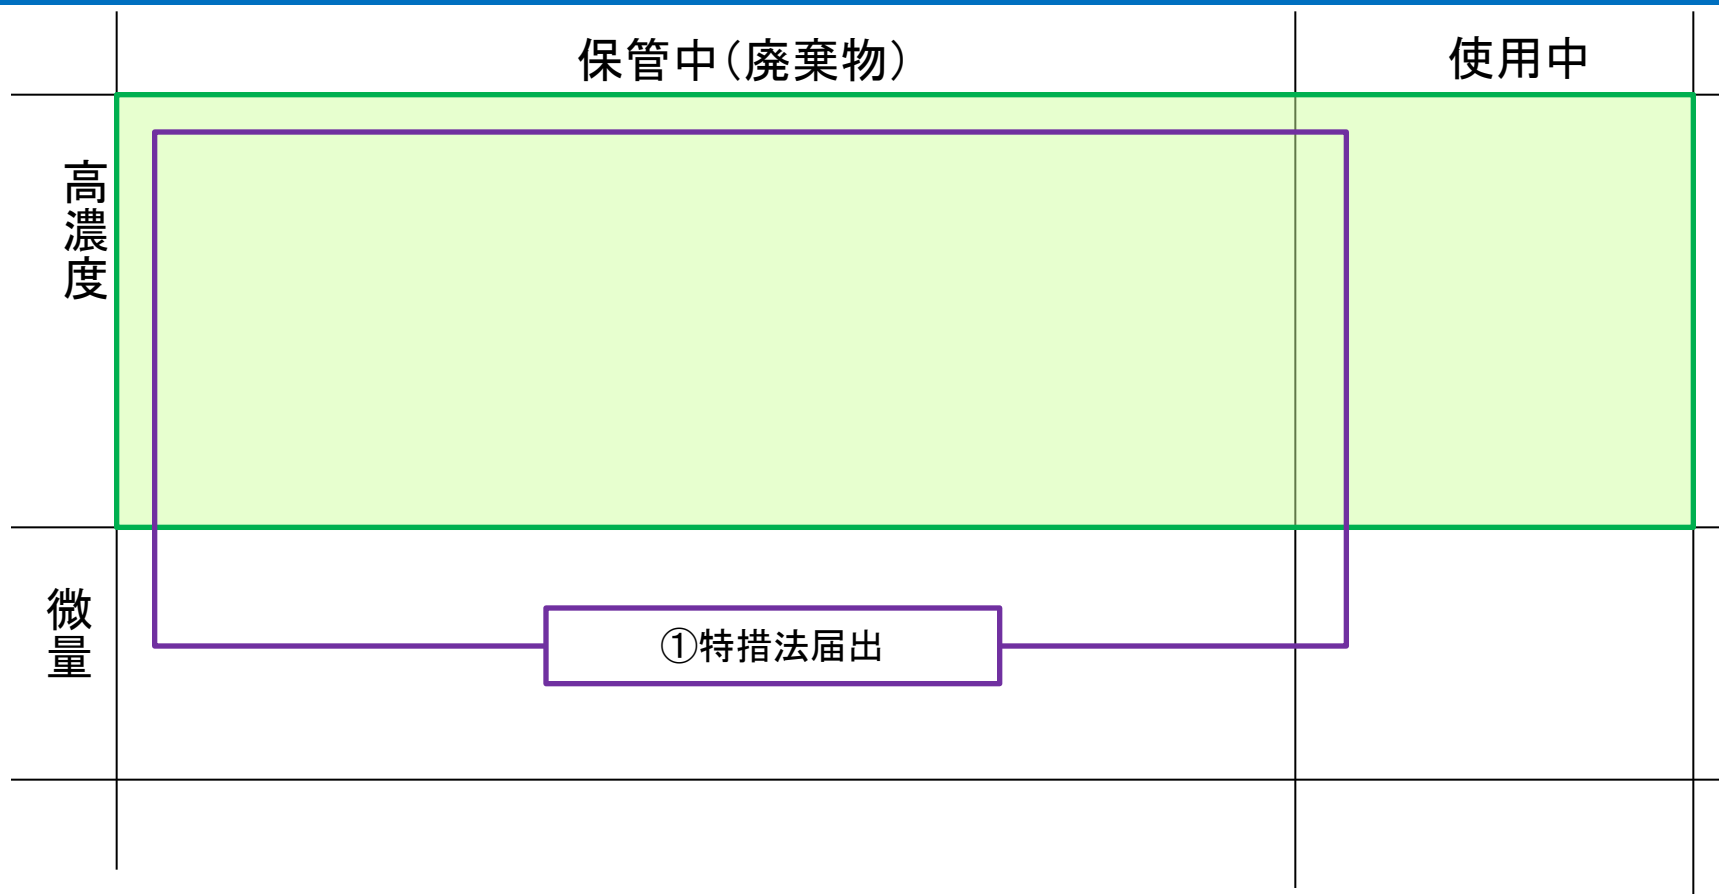 保管中(廃棄物)
使用中
高濃度
微量
①特措法届出